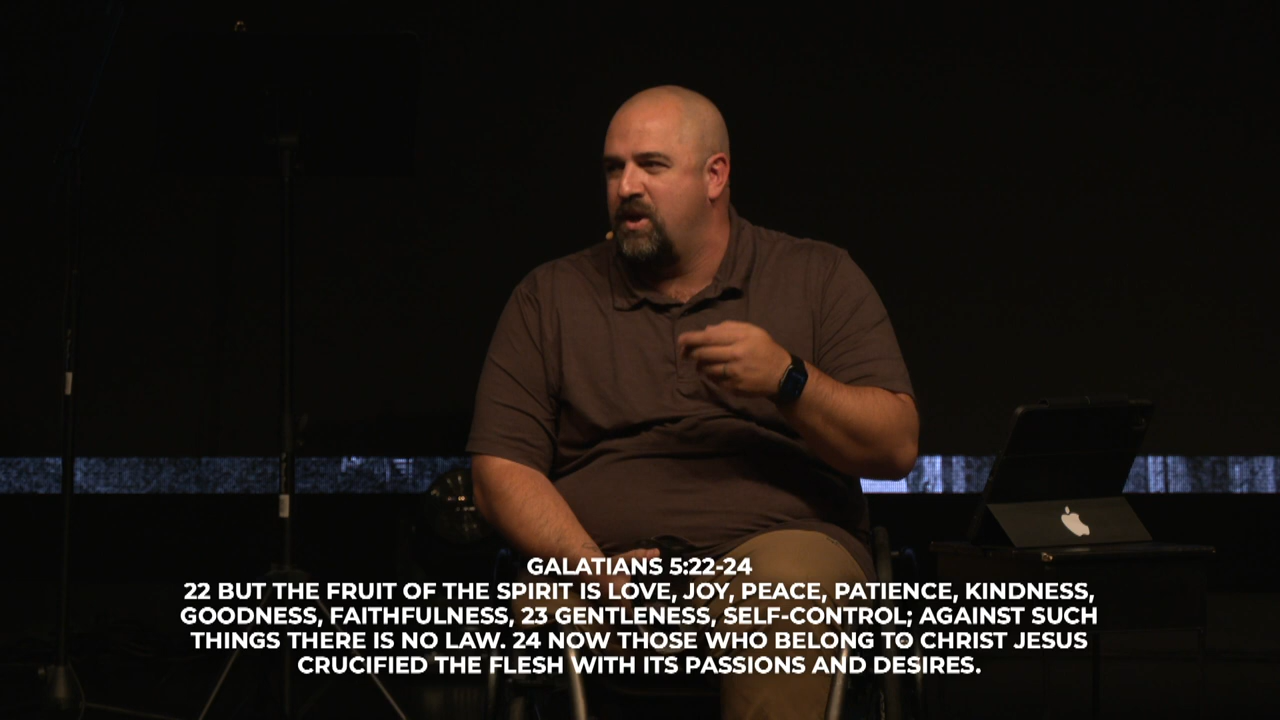 GALATIANS 5:22-24
22 BUT THE FRUIT OF THE SPIRIT IS LOVE, JOY, PEACE, PATIENCE, KINDNESS,
GOODNESS, FAITHFULNESS, 23 GENTLENESS, SELF-CONTROL; AGAINST SUCH
THINGS THERE IS NO LAW. 24 NOW THOSE WHO BELONG TO CHRIST JESUS
CRUCIFIED THE FLESH WITH ITS PASSIONS AND DESIRES.